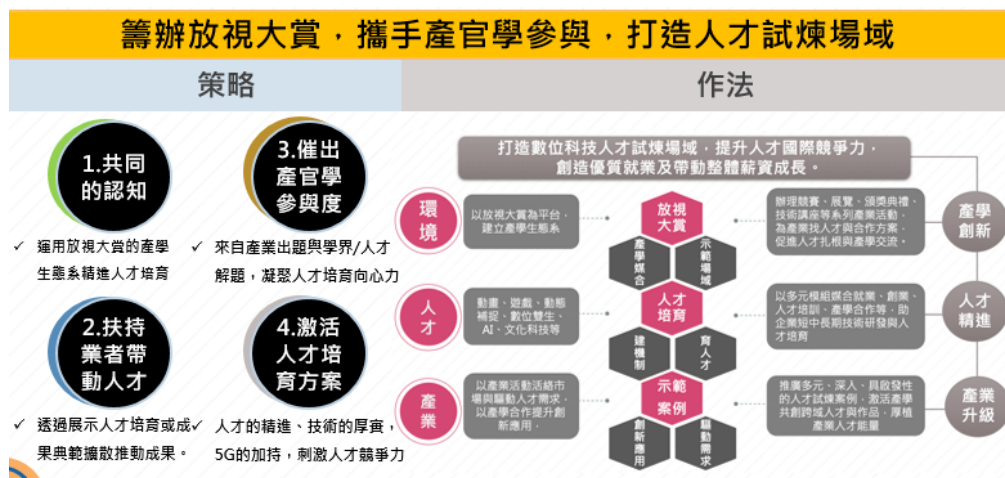 籌辦放視大賞，攜手產官學參與，打造人才試煉場域
策略
作法
1.共同
的認知
✓ 運用放視大賞的產學
生態系精進人才培育
3.催出
產官學
參與度
✓ 來自產業出題與學界/人才
解題，凝聚人才培育向心力
2.扶持
業者帶
動人才
✓ 透過展示人才培育或成
果典範擴散推動成果。
4.激活
人才培
育方案
✓ 人才的精進、技術的厚實，
5G的加持，刺激人才競爭力
打造數位科技人才試煉場域，提升人才國際競爭力，
創造優質就業及帶動整體薪資成長。
環
境
以放視大賞為平台，
建立產學生態系
放視
大賞
產學媒合
示範場域
辦理競賽、展覽、頒獎典禮、
技術講座等系列產業活動，
為產業找人才與合作方案，
促進人才扎根與產學交流。
產學
創新
人
才
動畫、遊戲、動態
補捉、數位雙生、
AI、文化科技等
人才
培育
建機制
育人才
以多元模組媒合就業、創業、
人才培訓、產學合作等，助
企業短中長期技術研發與人
才培育
人才
精進
產
業
以產業活動活絡市
場與驅動人才需求，
以產學合作提升創
新應用。
示範
案例
創新應用
驅動需求
推廣多元、深入、具啟發性
的人才試煉案例，激活產學
共創跨域人才與作品，厚植
產業人才能量
產業
升級